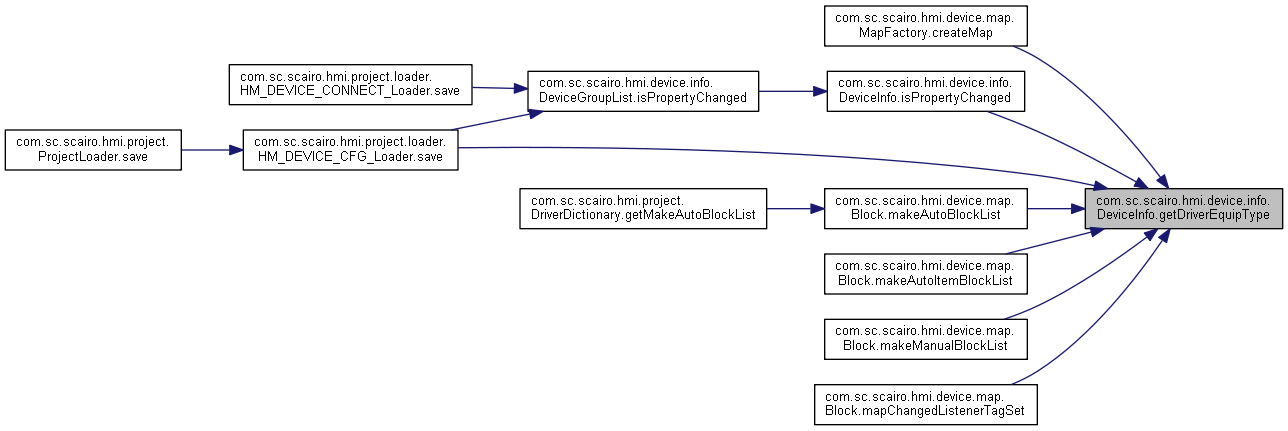 com.sc.scairo.hmi.device.map.
MapFactory.createMap
com.sc.scairo.hmi.project.loader.
HM_DEVICE_CONNECT_Loader.save
com.sc.scairo.hmi.device.info.
DeviceGroupList.isPropertyChanged
com.sc.scairo.hmi.device.info.
DeviceInfo.isPropertyChanged
com.sc.scairo.hmi.project.
ProjectLoader.save
com.sc.scairo.hmi.project.loader.
HM_DEVICE_CFG_Loader.save
com.sc.scairo.hmi.project.
DriverDictionary.getMakeAutoBlockList
com.sc.scairo.hmi.device.map.
Block.makeAutoBlockList
com.sc.scairo.hmi.device.info.
DeviceInfo.getDriverEquipType
com.sc.scairo.hmi.device.map.
Block.makeAutoItemBlockList
com.sc.scairo.hmi.device.map.
Block.makeManualBlockList
com.sc.scairo.hmi.device.map.
Block.mapChangedListenerTagSet